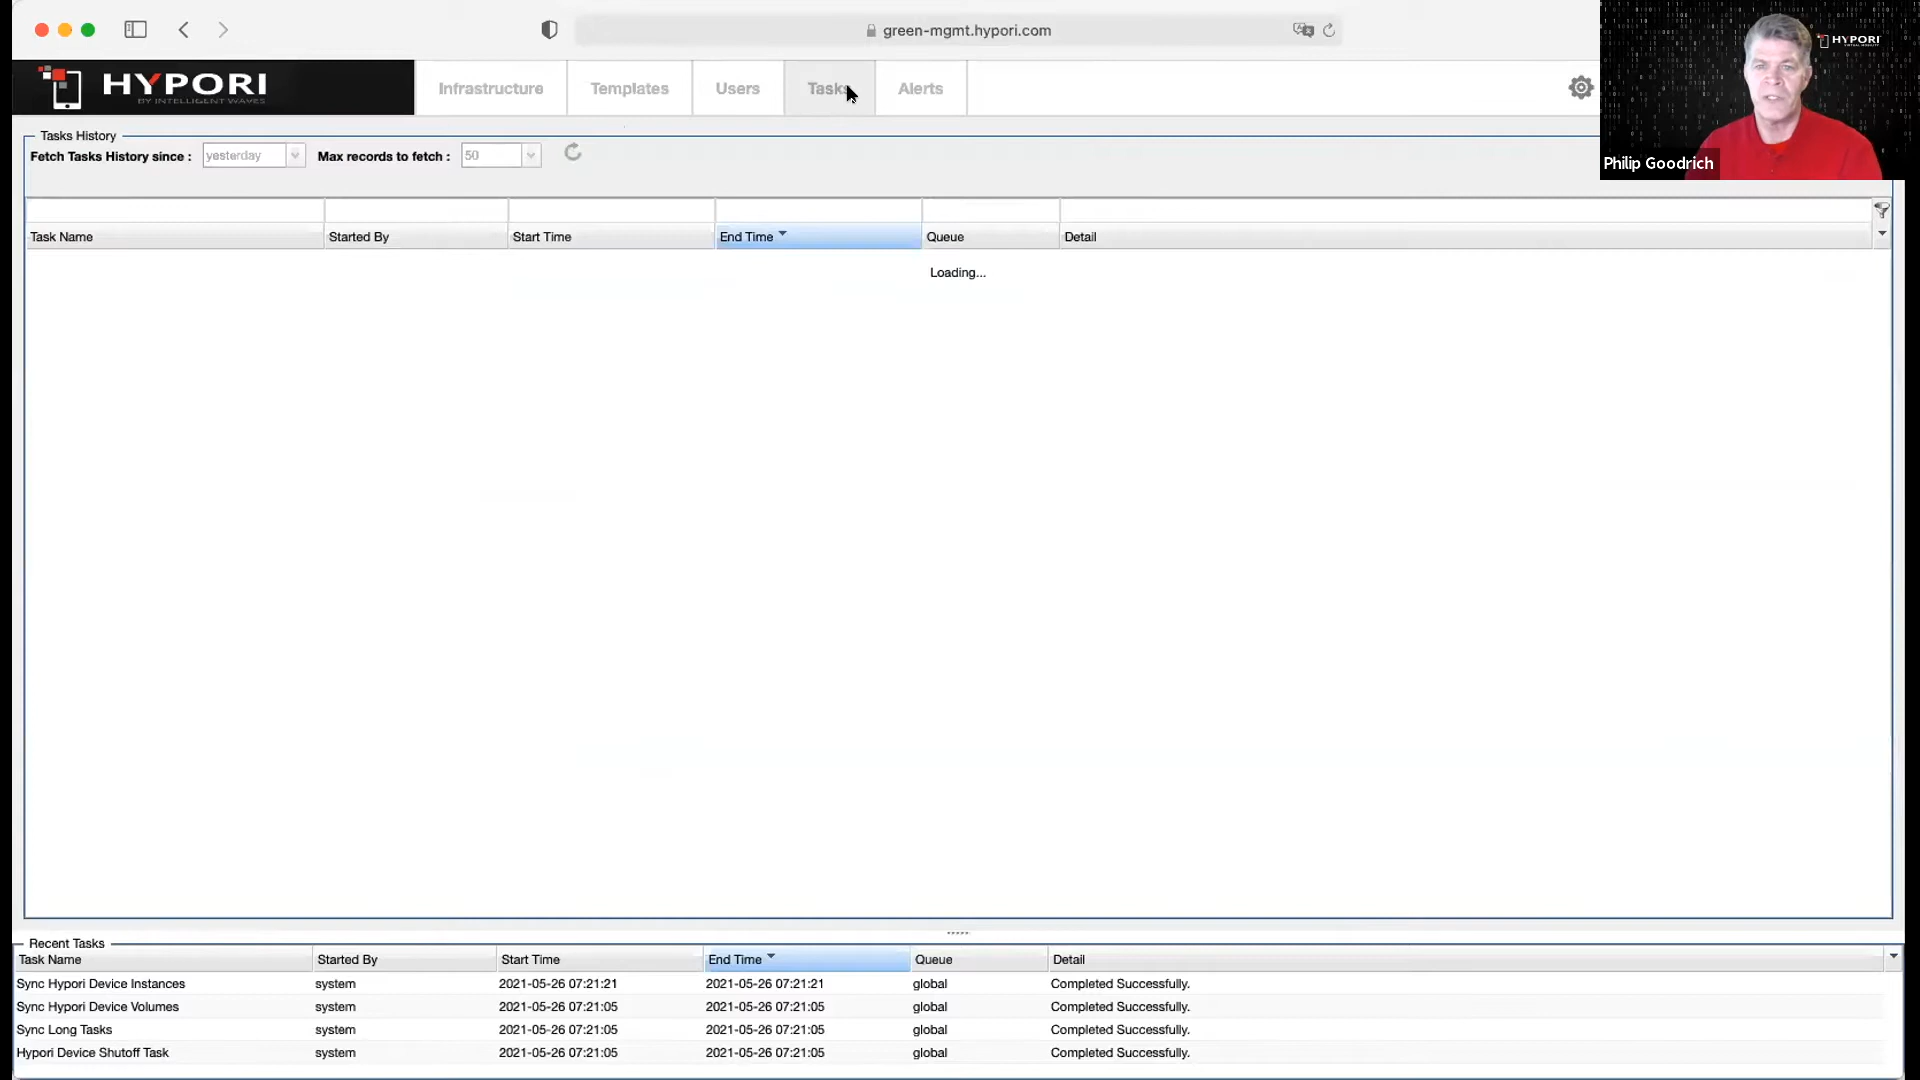 green-mgmt.hypori.com
HYPORI
BY INTELLIGENT WAVES
Infrastructure
Templates
Users
Tasks
Alerts
HYPORI
Philip Goodrich
Tasks History
Fetch Tasks History since : yesterday Max records to fetch : 50
Task Name Started By Start Time End Time Queue Detail
Loading...
Recent Tasks
Task Name Started By Start Time End Time Queue Detail
Sync Hypori Device Instances system 2021-05-26 07:21:21 2021-05-26 07:21:21 global Completed Successfully.
Sync Hypori Device Volumes system 2021-05-26 07:21:05 2021-05-26 07:21:05 global Completed Successfully.
Sync Long Tasks system 2021-05-26 07:21:05 2021-05-26 07:21:05 global Completed Successfully.
Hypori Device Shutoff Task system 2021-05-26 07:21:05 2021-05-26 07:21:05 global Completed Successfully.